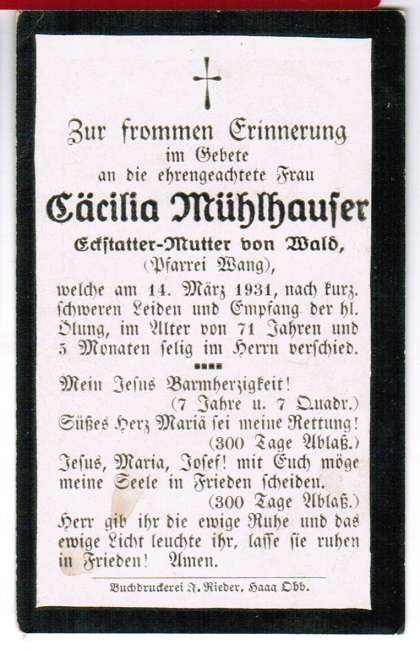 Zur frommen Erinnerung
im Gebete
an die ehrengeachtete Frau
Cäcilia Mühlhauser
Eckstatter-Mutter von Wald,
(Pfarrei Wang),
welche am 14. März 1931, nach kurz.
schweren Leiden und Empfang der hl.
Ölung, im Alter von 71 Jahren und
5 Monaten selig im Herrn verschied.
Mein Jesus Barmherzigkeit!
(7 Jahre u. 7 Quadr.)
Süßes Herz Mariä sei meine Rettung!
(300 Tage Ablaß.)
Jesus, Maria, Josef! mit Euch möge
meine Seele in Frieden scheiden.
(300 Tage Ablaß.)
Herr gib ihr die ewige Ruhe und das
ewige Licht leuchte ihr, lasse sie ruhen
in Frieden! Amen.
Buchdruckerei J. Rieder, Haag Obb.